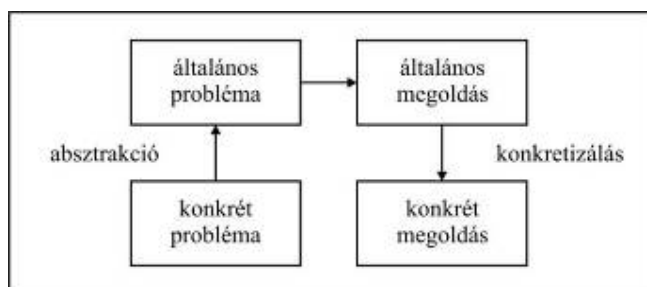 általános
probléma
általános
megoldás
absztrakció
konkretizálás
konkrét
probléma
konkrét
megoldás